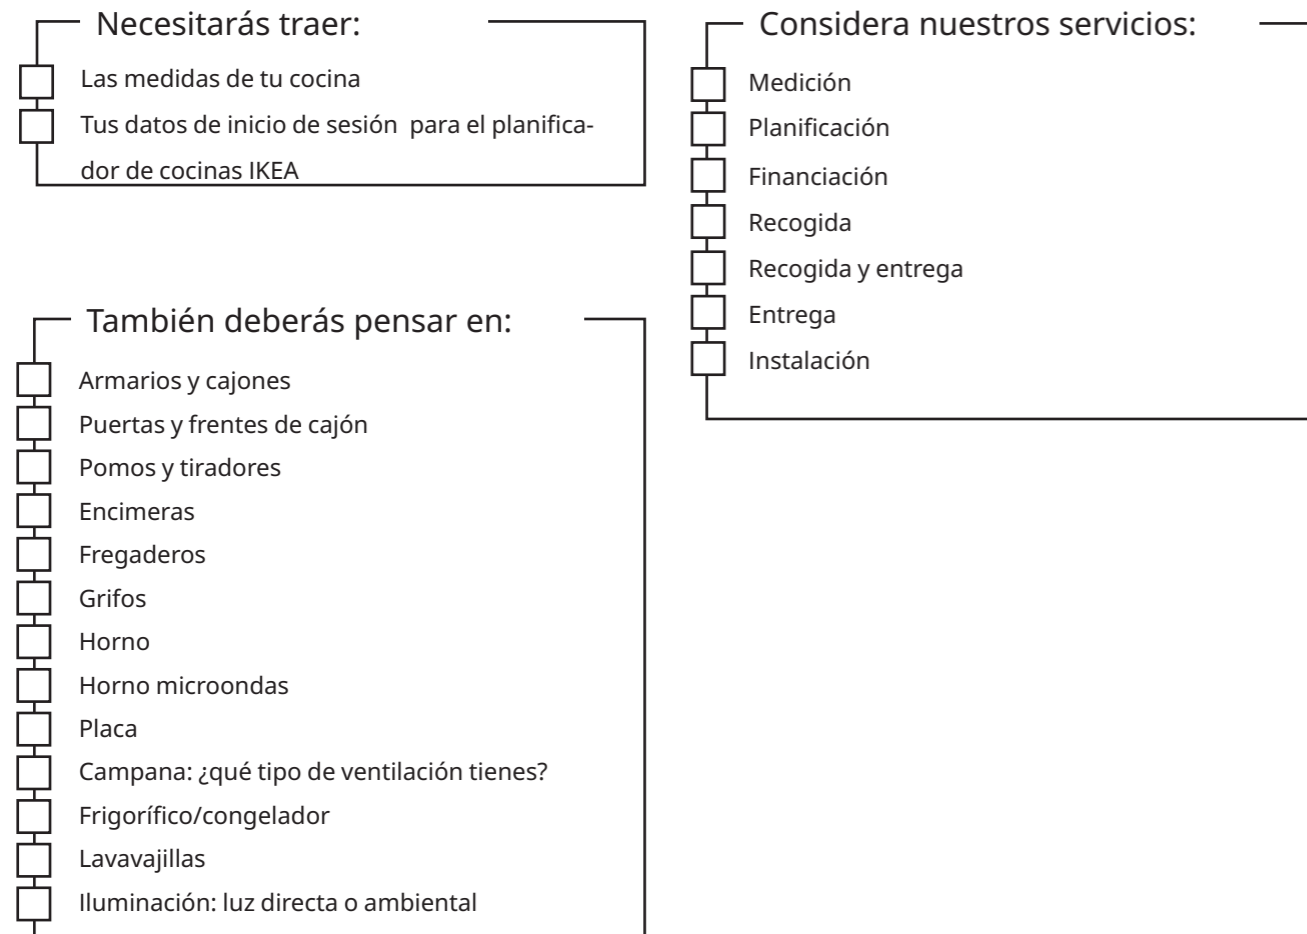 Necesitarás traer:
Las medidas de tu cocina
Tus datos de inicio de sesión para el planifica-
dor de cocinas IKEA
También deberás pensar en:
Armarios y cajones
Puertas y frentes de cajón
Pomos y tiradores
Encimeras
Fregaderos
Grifos
Horno
Horno microondas
Placa
Campana: ¿qué tipo de ventilación tienes?
Frigorífico/congelador
Lavavajillas
Iluminación: luz directa o ambiental
Considera nuestros servicios:
Medición
Planificación
Financiación
Recogida
Recogida y entrega
Entrega
Instalación